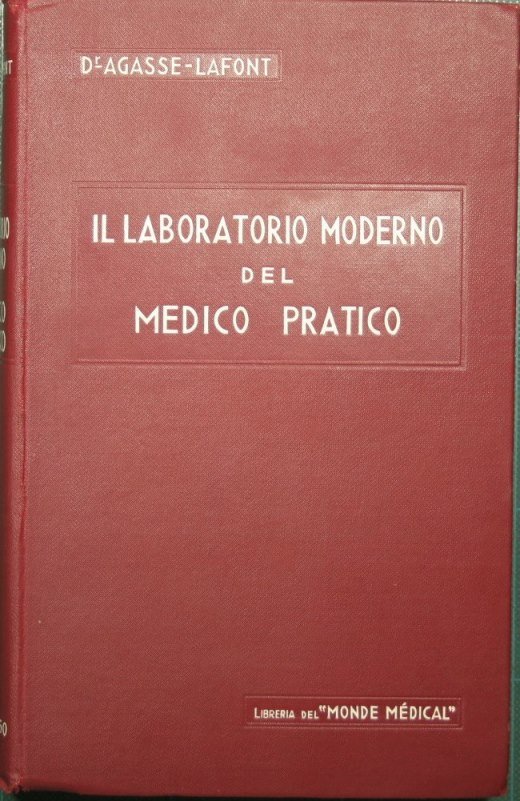 Dr AGASSE-LAFONT
IL LABORATORIO MODERNO
DEL
MEDICO PRATICO
LIBRERIA DEL "MONDE MÉDICAL"